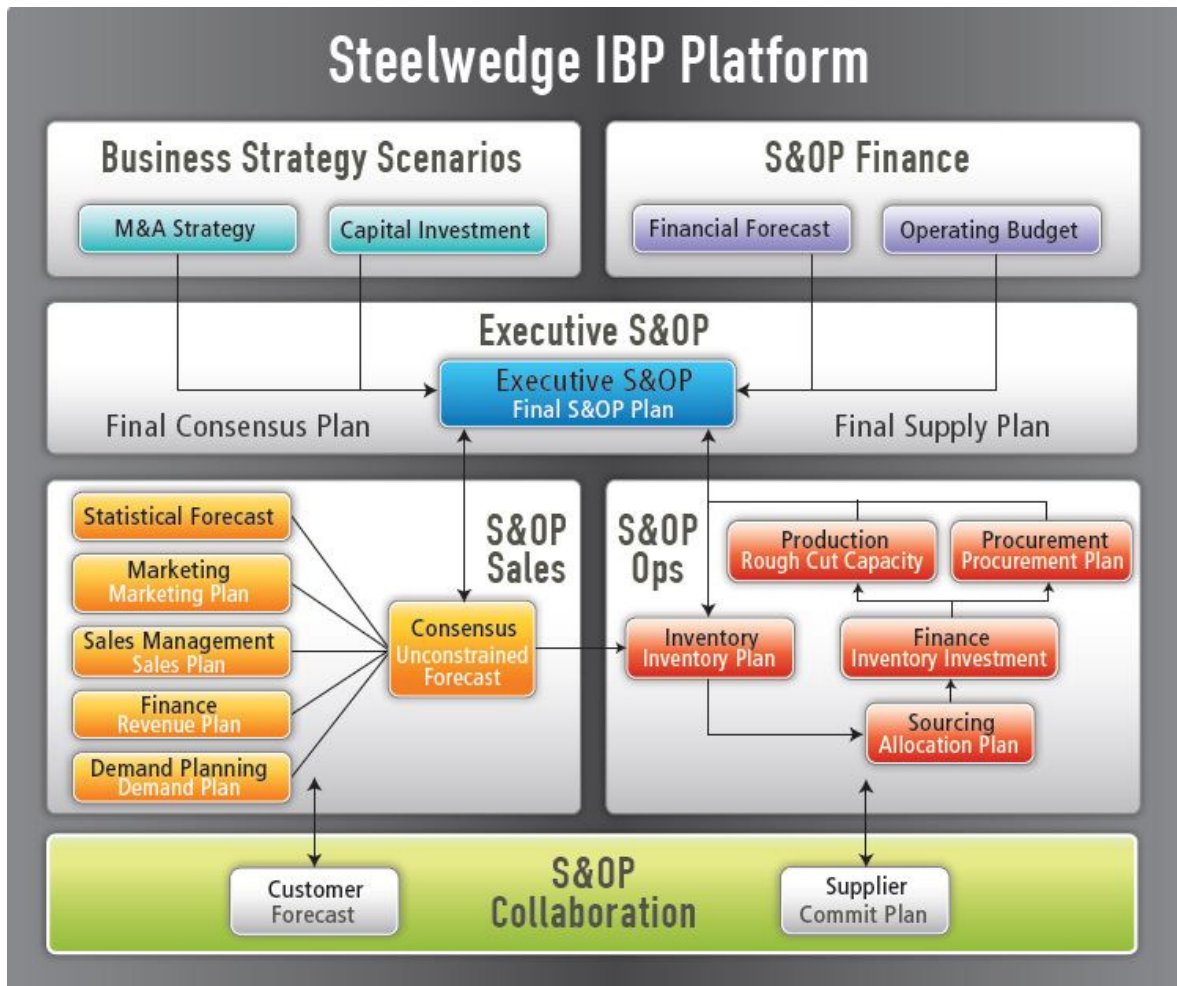 Steelwedge IBP Platform
Business Strategy Scenarios
M&A Strategy
Capital Investment
S&OP Finance
Financial Forecast
Operating Budget
Executive S&OP
Executive S&OP
Final S&OP Plan
Final Consensus Plan
Final Supply Plan
S&OP
Sales
Statistical Forecast
Marketing
Marketing Plan
Sales Management
Sales Plan
Finance
Revenue Plan
Demand Planning
Demand Plan
Consensus
Unconstrained
Forecast
S&OP
Ops
Production
Rough Cut Capacity
Procurement
Procurement Plan
Inventory
Inventory Plan
Finance
Inventory Investment
Sourcing
Allocation Plan
S&OP
Collaboration
Customer
Forecast
Supplier
Commit Plan